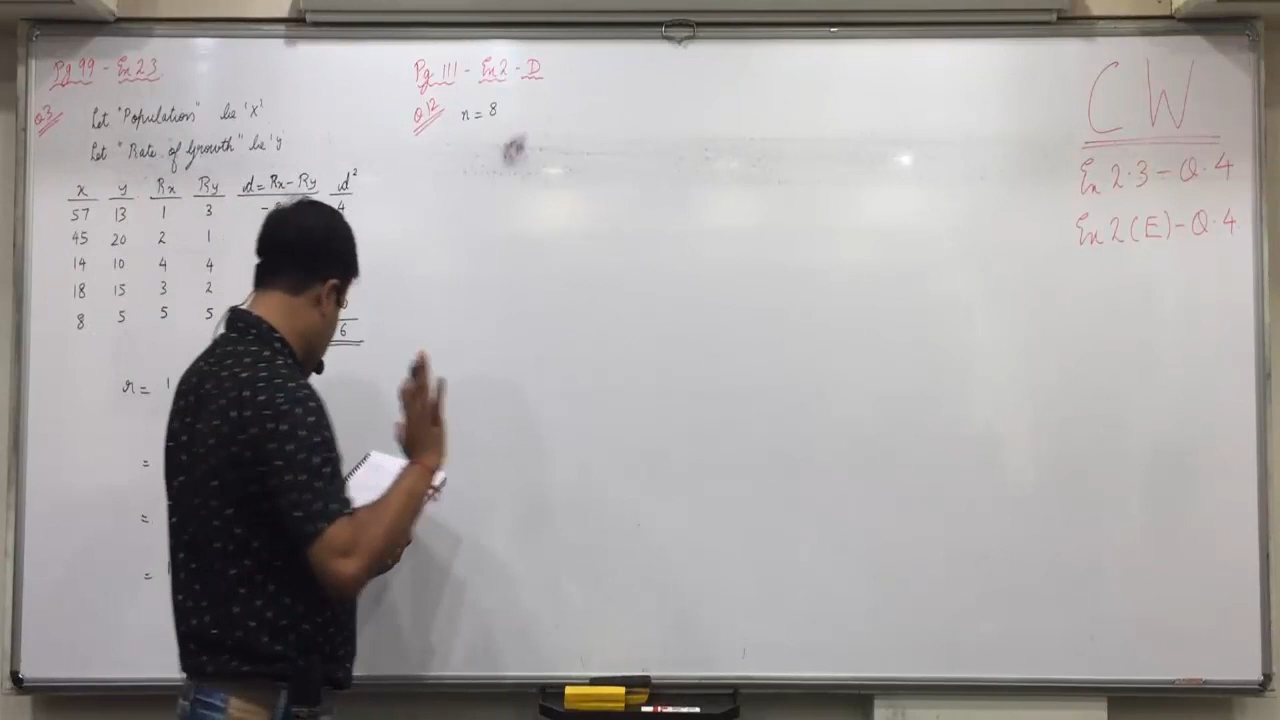 Pg 99 - Ex 2.3
Q3 Let "Population" be 'x'
Let "Rate of Growth" be 'y'
x y Rx Ry d = Rx - Ry d²
57 13 1 3 4
45 20 2 1
14 10 4 4
18 15 3 2
8 5 5 5
6
r = 1
=
=
=
Pg 111 - Ex 2 - D
Q12 n = 8
CW
Ex 2.3 - Q.4
Ex 2(E) - Q.4